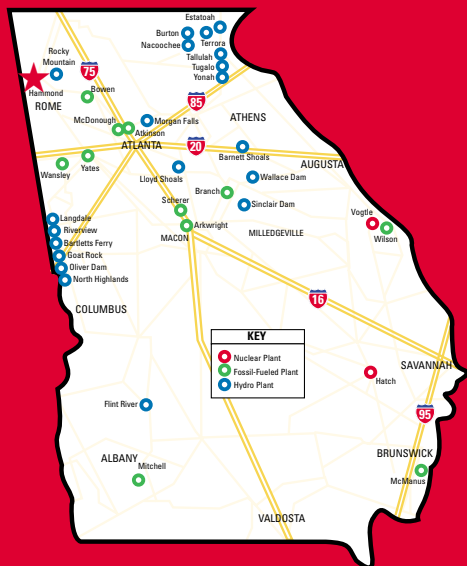 Estatoah
Burton
Nacoochee
Terrora
Tallulah
Tugalo
Yonah
Rocky
Mountain
75
Hammond
ROME
Bowen
85
McDonough
Morgan Falls
Atkinson
ATHENS
ATLANTA
20
Barnett Shoals
AUGUSTA
Wansley
Yates
Lloyd Shoals
Wallace Dam
Branch
Scherer
Sinclair Dam
Vogtle
Wilson
Arkwright
MACON
MILLEDGEVILLE
Langdale
Riverview
Bartletts Ferry
Goat Rock
Oliver Dam
North Highlands
COLUMBUS
16
KEY
Nuclear Plant
Fossil-Fueled Plant
Hydro Plant
SAVANNAH
Hatch
Flint River
95
ALBANY
Mitchell
BRUNSWICK
McManus
VALDOSTA